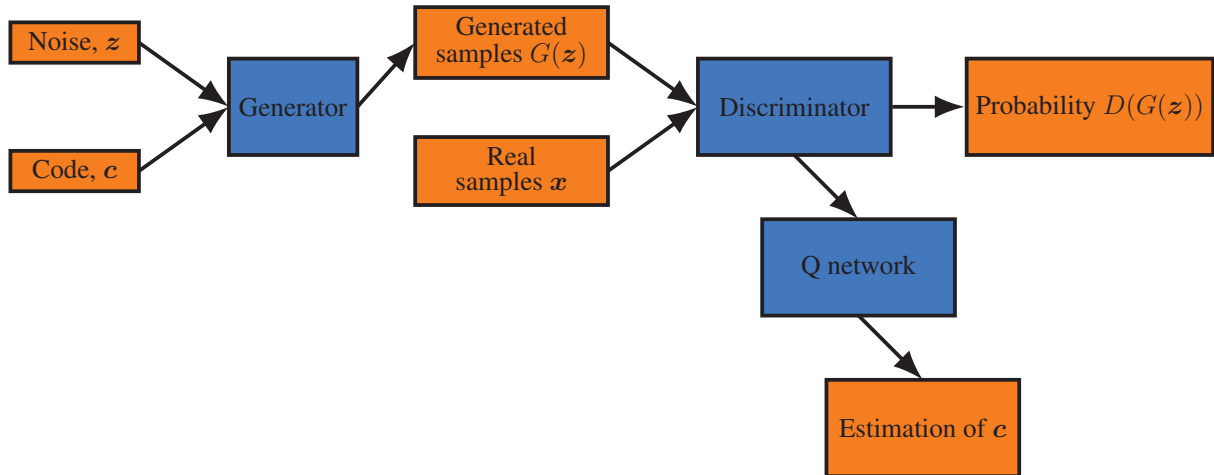 Noise, z
Code, c
Generator
Generated
samples G(z)
Real
samples x
Discriminator
Probability D(G(z))
Q network
Estimation of c